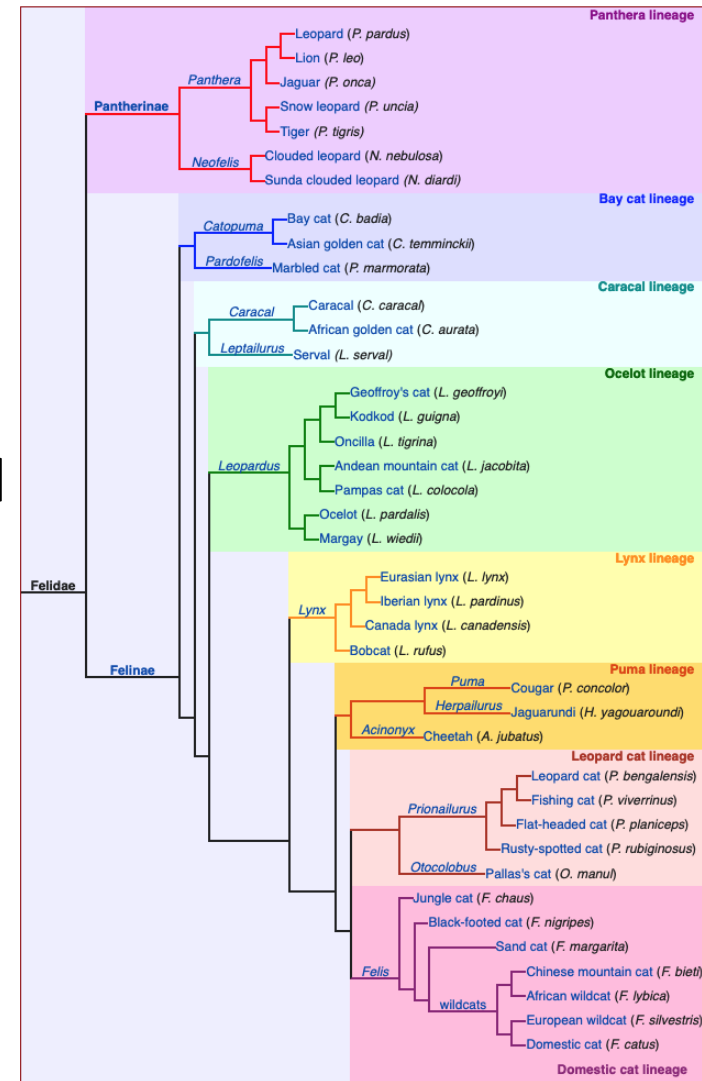 Panthera lineage
Leopard (P. pardus)
Lion (P. leo)
Panthera
Jaguar (P. onca)
Pantherinae
Snow leopard (P. uncia)
Tiger (P. tigris)
Clouded leopard (N. nebulosa)
Neofelis
Sunda clouded leopard (N. diardi)
Bay cat lineage
Bay cat (C. badia)
Catopuma
Asian golden cat (C. temminckii)
Pardofelis
Marbled cat (P. marmorata)
Caracal lineage
Caracal
Caracal (C. caracal)
African golden cat (C. aurata)
Leptailurus
Serval (L. serval)
Ocelot lineage
Geoffroy's cat (L. geoffroyi)
Kodkod (L. guigna)
Oncilla (L. tigrina)
Leopardus
Andean mountain cat (L. jacobita)
Pampas cat (L. colocola)
Ocelot (L. pardalis)
Margay (L. wiedii)
Lynx lineage
Eurasian lynx (L. lynx)
Felidae
Iberian lynx (L. pardinus)
Lynx
Canada lynx (L. canadensis)
Bobcat (L. rufus)
Felinae
Puma lineage
Puma
Cougar (P. concolor)
Herpailurus
Jaguarundi (H. yagouaroundi)
Acinonyx
Cheetah (A. jubatus)
Leopard cat lineage
Leopard cat (P. bengalensis)
Fishing cat (P. viverrinus)
Prionailurus
Flat-headed cat (P. planiceps)
Rusty-spotted cat (P. rubiginosus)
Otocolobus
Pallas's cat (O. manul)
Jungle cat (F. chaus)
Black-footed cat (F. nigripes)
Sand cat (F. margarita)
Felis
Chinese mountain cat (F. bieti)
African wildcat (F. lybica)
wildcats
European wildcat (F. silvestris)
Domestic cat (F. catus)
Domestic cat lineage